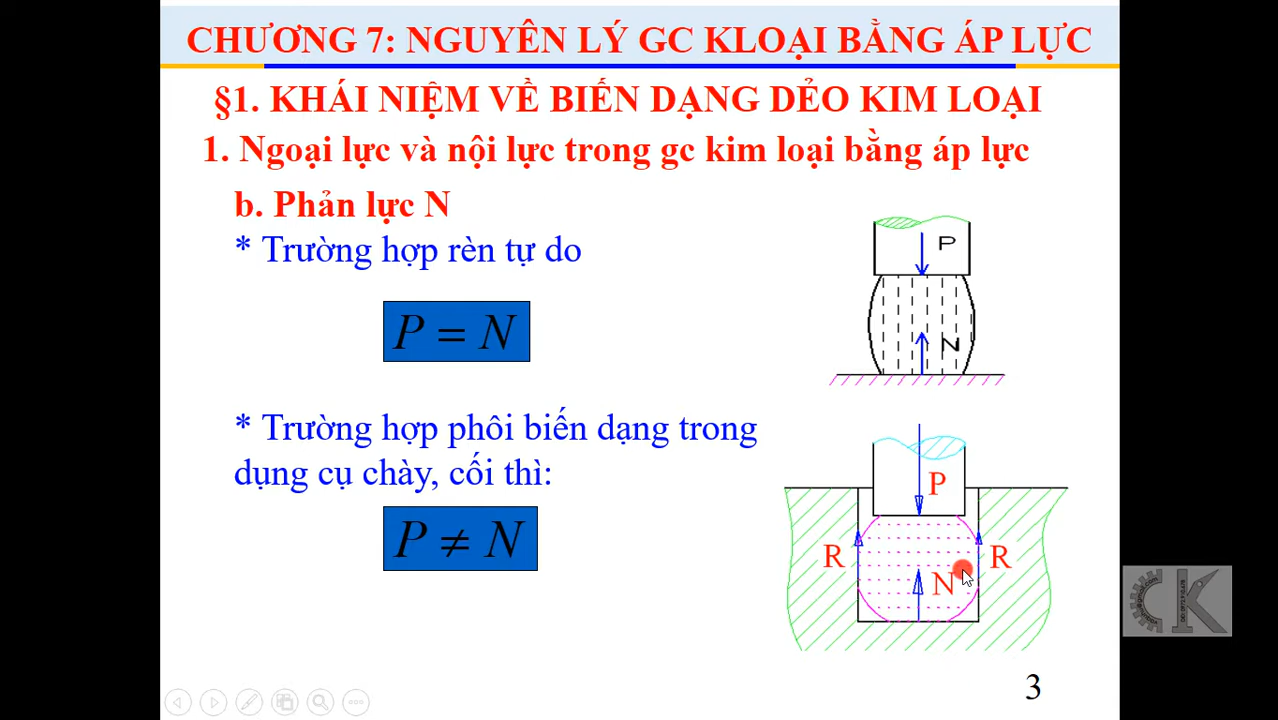 CHƯƠNG 7: NGUYÊN LÝ GC KLOẠI BẰNG ÁP LỰC
§1. KHÁI NIỆM VỀ BIẾN DẠNG DẺO KIM LOẠI
1. Ngoại lực và nội lực trong gc kim loại bằng áp lực
b. Phản lực N
* Trường hợp rèn tự do
P = N
P
N
* Trường hợp phôi biến dạng trong
dụng cụ chày, cối thì:
P ≠ N
P
R
R
N
3